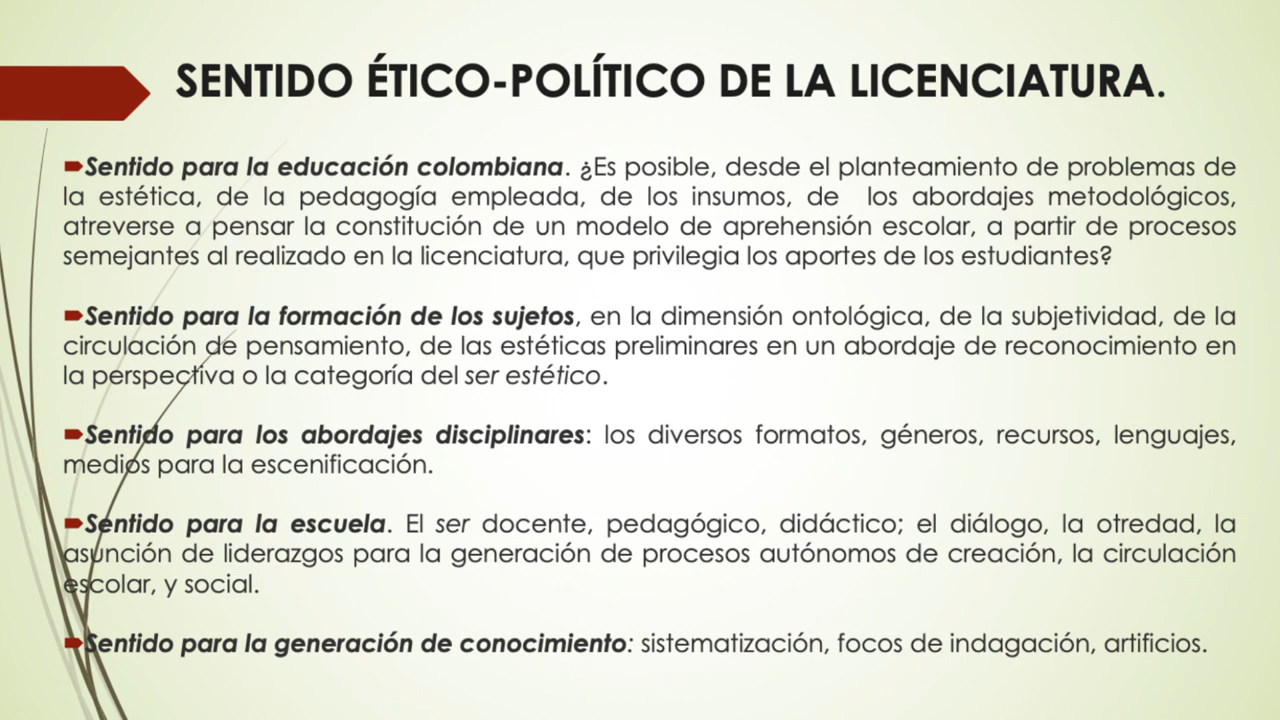 SENTIDO ÉTICO-POLÍTICO DE LA LICENCIATURA.
Sentido para la educación colombiana. ¿Es posible, desde el planteamiento de problemas de
la estética, de la pedagogía empleada, de los insumos, de los abordajes metodológicos,
atreverse a pensar la constitución de un modelo de aprehensión escolar, a partir de procesos
semejantes al realizado en la licenciatura, que privilegia los aportes de los estudiantes?
Sentido para la formación de los sujetos, en la dimensión ontológica, de la subjetividad, de la
circulación de pensamiento, de las estéticas preliminares en un abordaje de reconocimiento en
la perspectiva o la categoría del ser estético.
Sentido para los abordajes disciplinares: los diversos formatos, géneros, recursos, lenguajes,
medios para la escenificación.
Sentido para la escuela. El ser docente, pedagógico, didáctico; el diálogo, la otredad, la
asunción de liderazgos para la generación de procesos autónomos de creación, la circulación
escolar, y social.
Sentido para la generación de conocimiento: sistematización, focos de indagación, artificios.